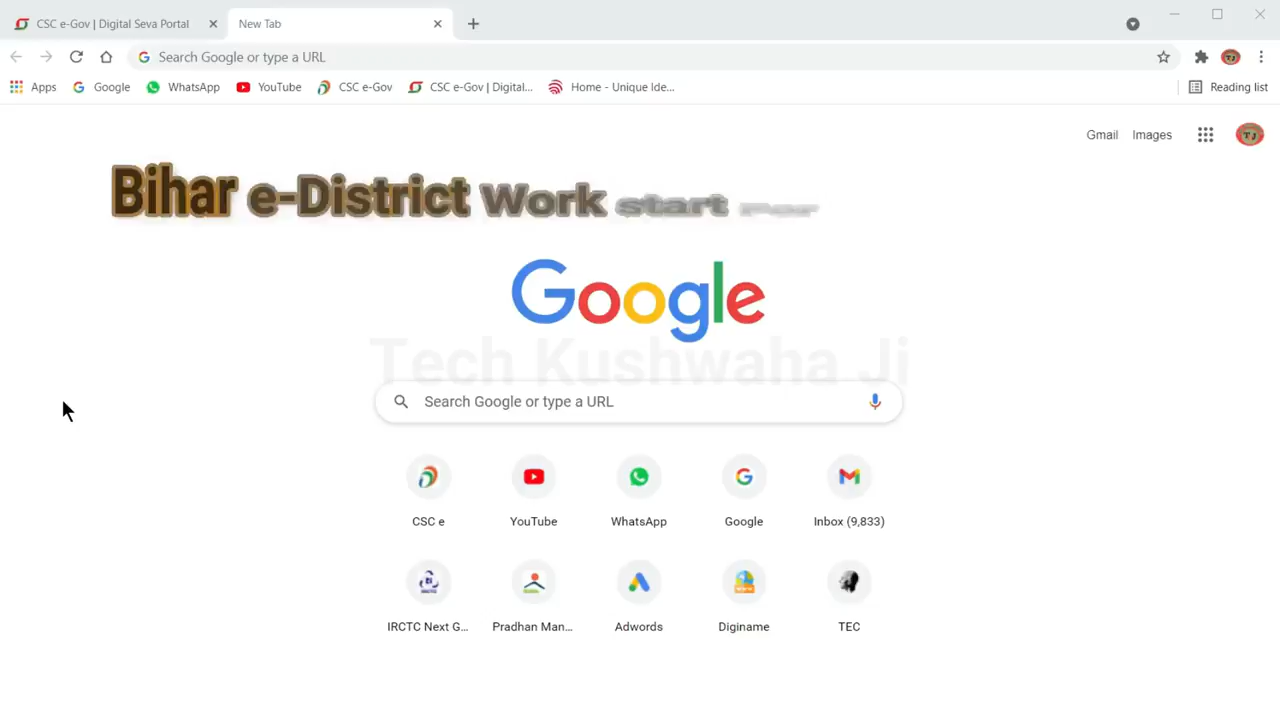 CSC e-Gov | Digital Seva Portal
New Tab
Search Google or type a URL
Apps
Google
WhatsApp
YouTube
CSC e-Gov
CSC e-Gov | Digital...
Home - Unique Ide...
Reading list
Gmail
Images
TJ
Bihar e-District Work start
Google
Tech Kushwaha Ji
Search Google or type a URL
CSC e
YouTube
WhatsApp
Google
Inbox (9,833)
IRCTC Next G...
Pradhan Man...
Adwords
Diginame
TEC